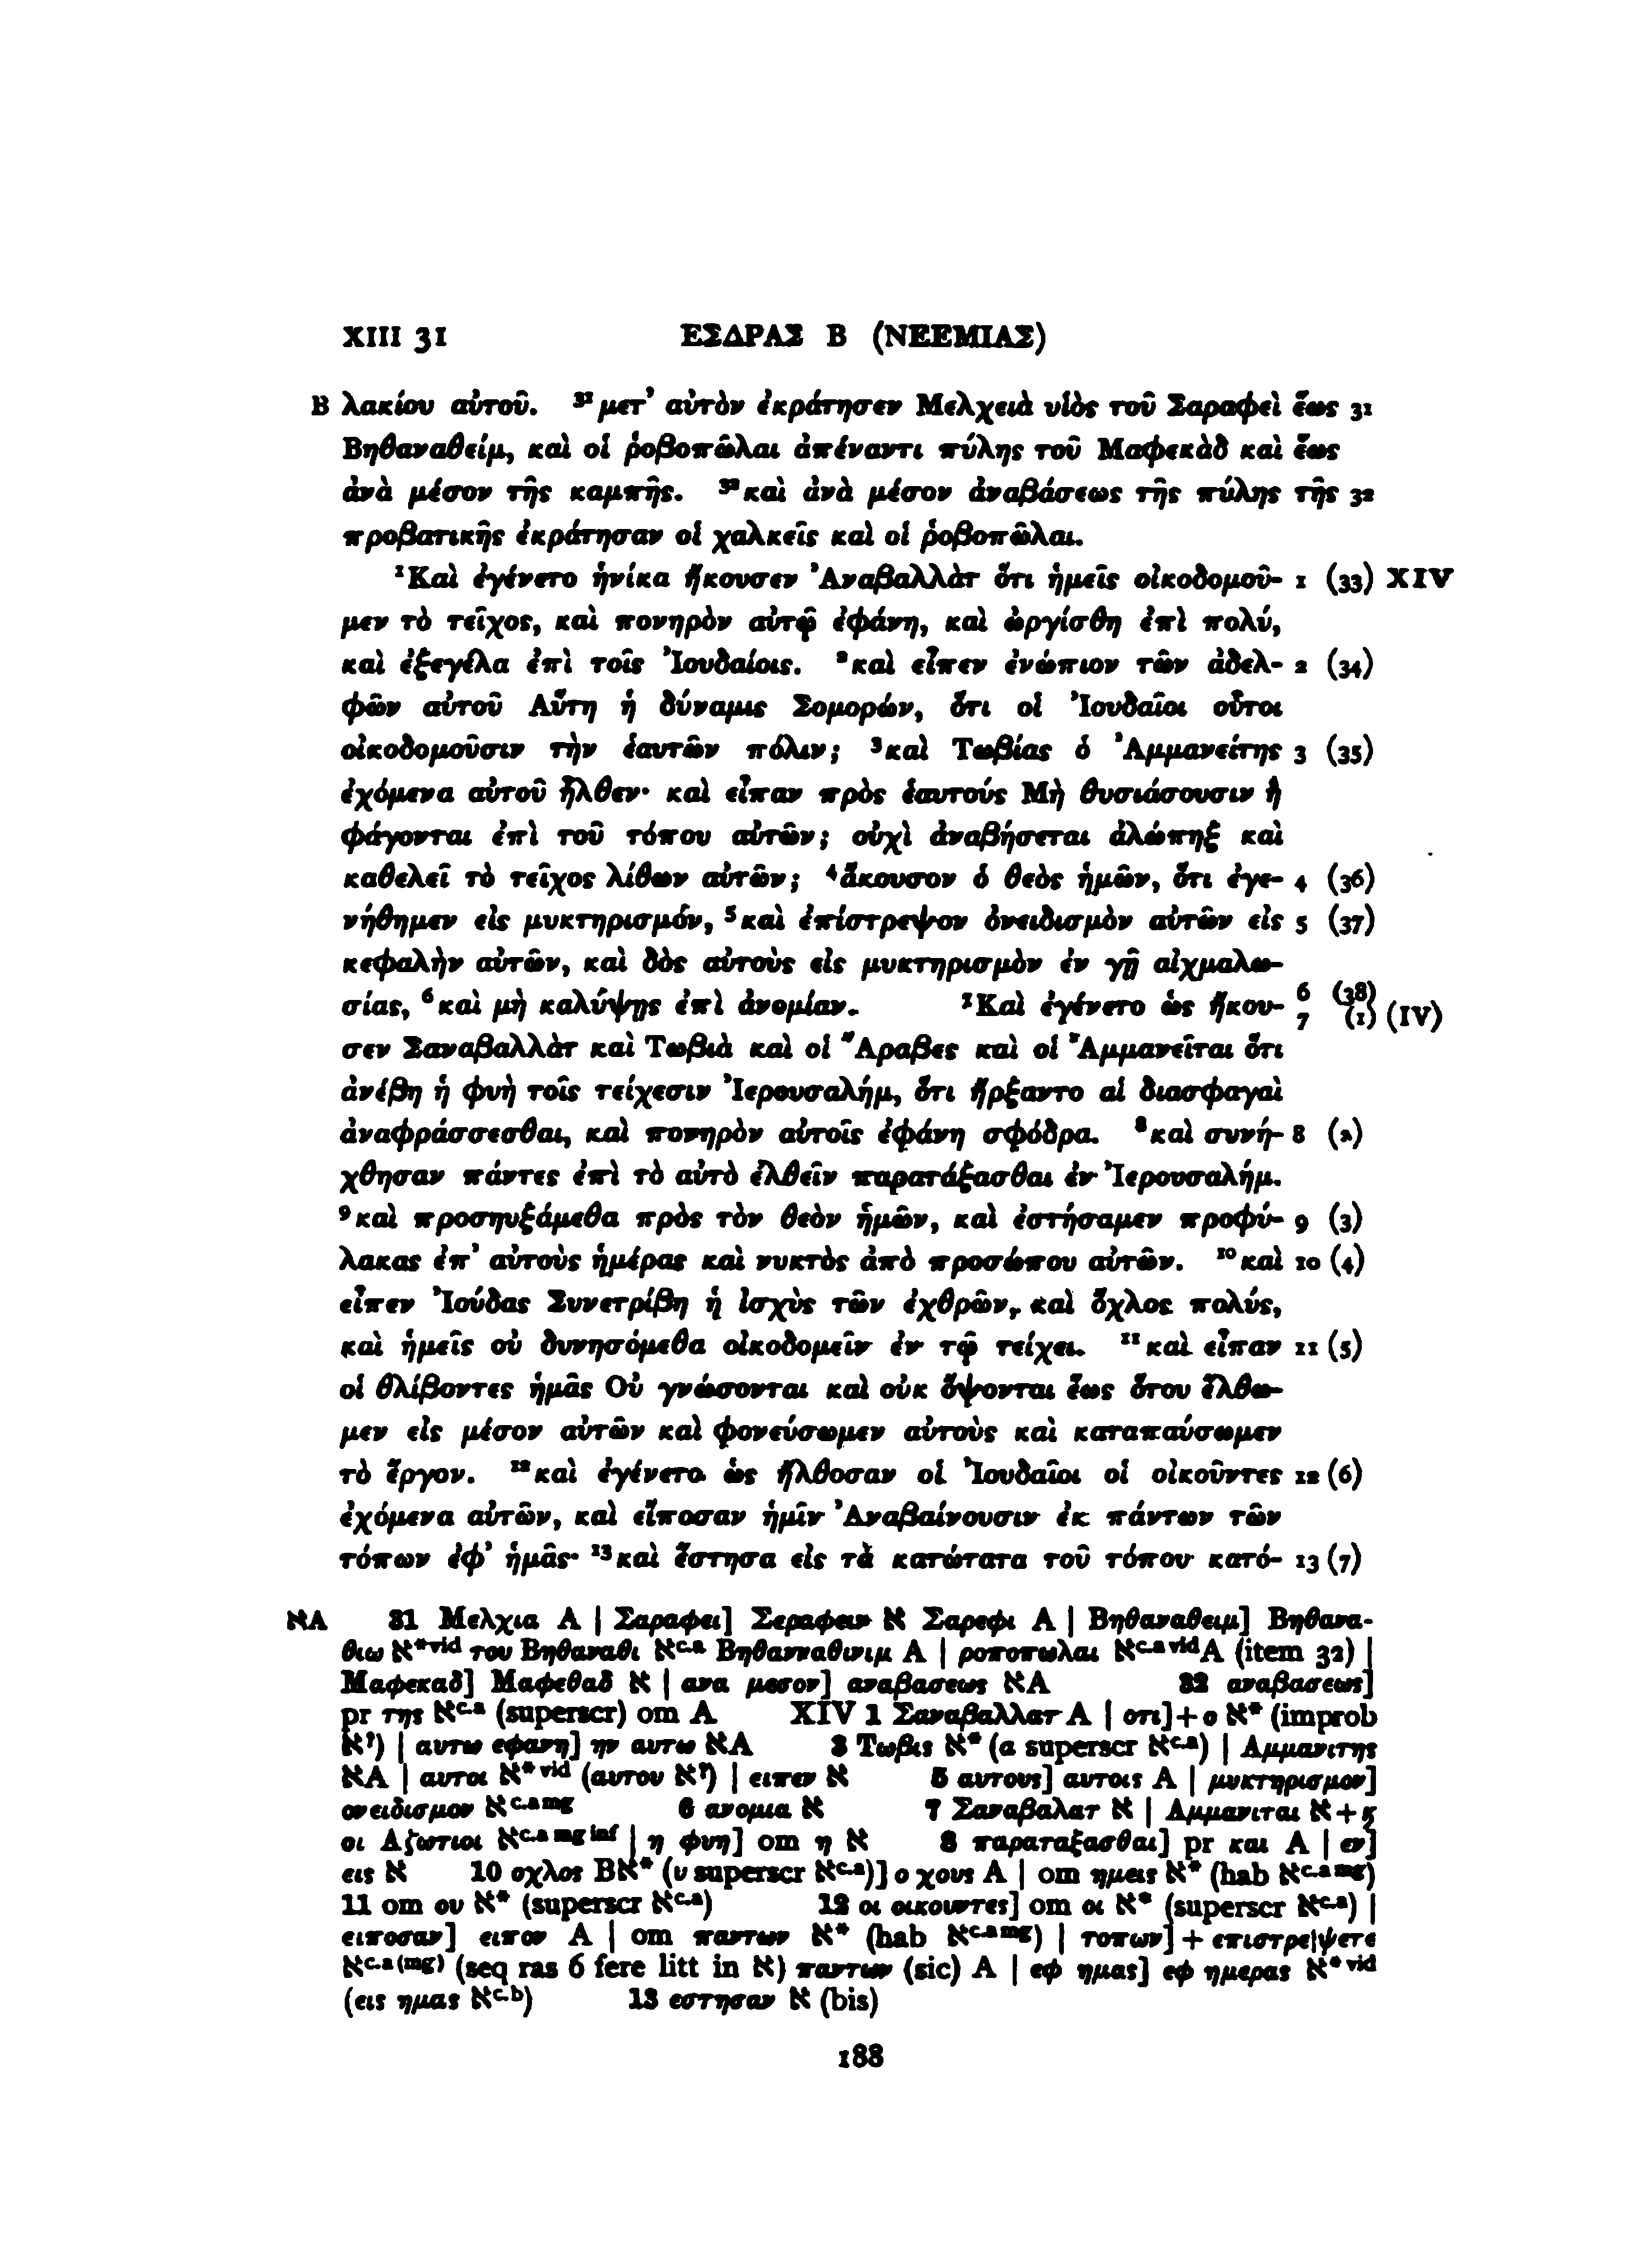 XIII 31 ΕΣΔΡΑΣ Β (ΝΕΕΜΙΑΣ)
B λακίου αὐτοῦ. ³¹μετ᾽ αὐτὸν ἐκράτησεν Μελχειὰ υἱὸς τοῦ Σαραφεὶ ἕως 31
Βηθαναθείμ, καὶ οἱ ῥοβοπῶλαι ἀπέναντι πύλης τοῦ Μαφεκὰδ καὶ ἕως
ἀνὰ μέσον τῆς καμπῆς. ³²καὶ ἀνὰ μέσον ἀναβάσεως τῆς πύλης τῆς 32
προβατικῆς ἐκράτησαν οἱ χαλκεῖς καὶ οἱ ῥοβοπῶλαι.
¹Καὶ ἐγένετο ἡνίκα ἤκουσεν Ἀναβαλλὰτ ὅτι ἡμεῖς οἰκοδομοῦ- 1 (33) XIV
μεν τὸ τεῖχος, καὶ πονηρὸν αὐτῷ ἐφάνη, καὶ ὠργίσθη ἐπὶ πολύ,
καὶ ἐξεγέλα ἐπὶ τοῖς Ἰουδαίοις. ²καὶ εἶπεν ἐνώπιον τῶν ἀδελ- 2 (34)
φῶν αὐτοῦ Αὕτη ἡ δύναμις Σομορών, ὅτι οἱ Ἰουδαῖοι οὗτοι
οἰκοδομοῦσιν τὴν ἑαυτῶν πόλιν; ³καὶ Τωβίας ὁ Ἀμμανείτης 3 (35)
ἐχόμενα αὐτοῦ ἦλθεν· καὶ εἶπαν πρὸς ἑαυτούς Μὴ θυσιάσουσιν ἢ
φάγονται ἐπὶ τοῦ τόπου αὐτῶν; οὐχὶ ἀναβήσεται ἀλώπηξ καὶ
καθελεῖ τὸ τεῖχος λίθων αὐτῶν; ⁴ἄκουσον ὁ θεὸς ἡμῶν, ὅτι ἐγε- 4 (36)
νήθημεν εἰς μυκτηρισμόν, ⁵καὶ ἐπίστρεψον ὀνειδισμὸν αὐτῶν εἰς 5 (37)
κεφαλὴν αὐτῶν, καὶ δὸς αὐτοὺς εἰς μυκτηρισμὸν ἐν γῇ αἰχμαλω-
σίας, ⁶καὶ μὴ καλύψῃς ἐπὶ ἀνομίαν. ⁷Καὶ ἐγένετο ὡς ἤκου- 6 (38) 7 (1) (IV)
σεν Σαναβαλλὰτ καὶ Τωβιὰ καὶ οἱ Ἄραβες καὶ οἱ Ἀμμανεῖται ὅτι
ἀνέβη ἡ φυὴ τοῖς τείχεσιν Ἰερουσαλήμ, ὅτι ἤρξαντο αἱ διασφαγαὶ
ἀναφράσσεσθαι, καὶ πονηρὸν αὐτοῖς ἐφάνη σφόδρα. ⁸καὶ συνή- 8 (2)
χθησαν πάντες ἐπὶ τὸ αὐτὸ ἐλθεῖν παρατάξασθαι ἐν Ἰερουσαλήμ.
⁹καὶ προσηυξάμεθα πρὸς τὸν θεὸν ἡμῶν, καὶ ἐστήσαμεν προφύ- 9 (3)
λακας ἐπ᾽ αὐτοὺς ἡμέρας καὶ νυκτὸς ἀπὸ προσώπου αὐτῶν. ¹⁰καὶ 10 (4)
εἶπεν Ἰούδας Συνετρίβη ἡ ἰσχὺς τῶν ἐχθρῶν, καὶ ὄχλος πολύς,
καὶ ἡμεῖς οὐ δυνησόμεθα οἰκοδομεῖν ἐν τῷ τείχει. ¹¹καὶ εἶπαν 11 (5)
οἱ θλίβοντες ἡμᾶς Οὐ γνώσονται καὶ οὐκ ὄψονται ἕως ὅτου ἔλθω-
μεν εἰς μέσον αὐτῶν καὶ φονεύσωμεν αὐτοὺς καὶ καταπαύσωμεν
τὸ ἔργον. ¹²καὶ ἐγένετο ὡς ἤλθοσαν οἱ Ἰουδαῖοι οἱ οἰκοῦντες 12 (6)
ἐχόμενα αὐτῶν, καὶ εἴποσαν ἡμῖν Ἀναβαίνουσιν ἐκ πάντων τῶν
τόπων ἐφ᾽ ἡμᾶς· ¹³καὶ ἔστησα εἰς τὰ κατώτατα τοῦ τόπου κατό- 13 (7)
אA 31 Μελχια A | Σαραφει] Σεραφειν א Σαρεφι A | Βηθαναθειμ] Βηθανα-
θιω א*vid του Βηθαναθι אc.a Βηθανναθινιμ A | ροποπωλαι אc.a vid A (item 32) |
Μαφεκαδ] Μαφεθαδ א | ανα μεσον] αναβασεως אA 32 αναβασεως]
pr της אc.a (superscr) om A XIV 1 Σαναβαλλατ A | οτι]+ο א* (improb
א?) | αυτω εφανη] ην αυτω אA 3 Τωβις א* (α superscr אc.a) | Αμμανιτης
אA | αυτοι א*vid (αυτου א?) | ειπεν א 5 αυτους] αυτοις A | μυκτηρισμον]
ονειδισμον אc.a mg 6 ανομια א 7 Σαναβαλατ א | Αμμανιται א+ϗ
οι Αζωτιοι אc.a mg inf | η φυη] om η א 8 παραταξασθαι] pr και A | εν]
εις א 10 οχλος Bא* (υ superscr אc.a)] ο χους A | om ημεις א* (hab אc.a mg)
11 om ου א* (superscr אc.a) 12 οι οικουντες] om οι א* (superscr אc.a) |
ειποσαν] ειπον A | om παντων א* (hab אc.a mg) | τοπων]+επιστρε|ψετε
אc.a (mg) (seq ras 6 fere litt in א) παντων (sic) A | εφ ημας] εφ ημερας א*vid
(εις ημας אc.b) 13 εστησαν א (bis)
188